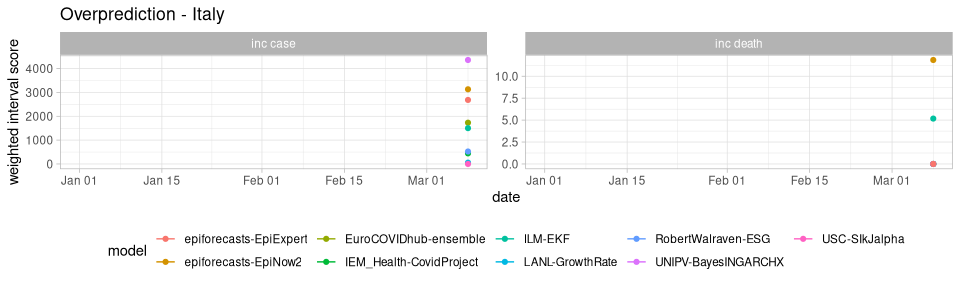 Overprediction - Italy
inc case
inc death
weighted interval score
4000
3000
2000
1000
0
10.0
7.5
5.0
2.5
0.0
Jan 01
Jan 15
Feb 01
Feb 15
Mar 01
Jan 01
Jan 15
Feb 01
Feb 15
Mar 01
date
model
epiforecasts-EpiExpert
EuroCOVIDhub-ensemble
ILM-EKF
RobertWalraven-ESG
USC-SIkJalpha
epiforecasts-EpiNow2
IEM_Health-CovidProject
LANL-GrowthRate
UNIPV-BayesINGARCHX